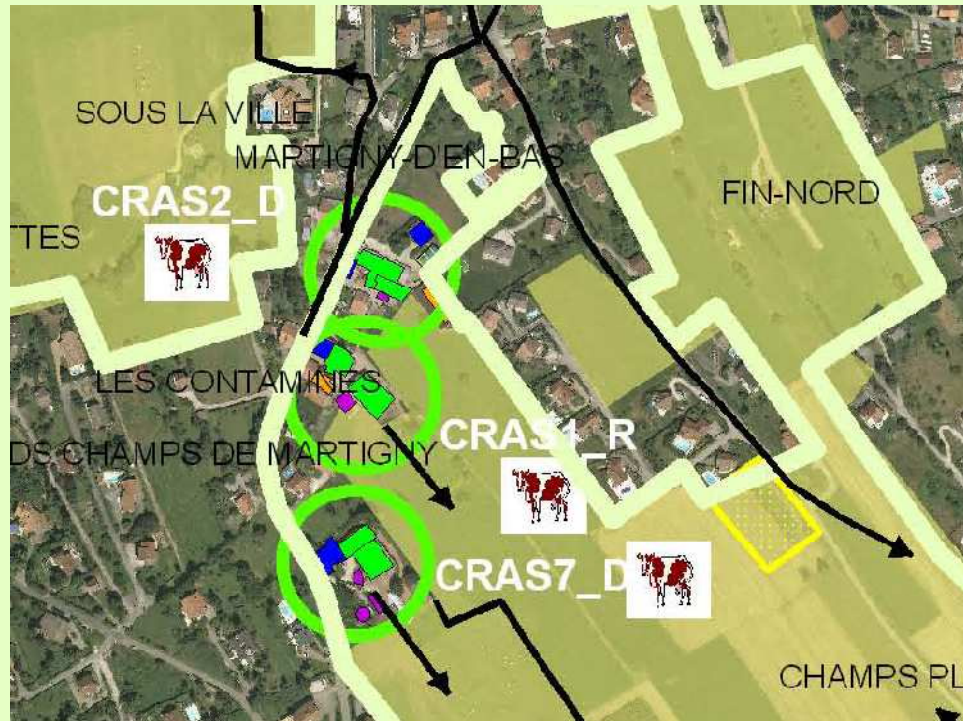 SOUS LA VILLE
MARTIGNY-D'EN-BAS
FIN-NORD
CRAS2_D
TTES
LES CONTAMINES
DS CHAMPS DE MARTIGNY
CRAS1_R
CRAS7_D
CHAMPS PL